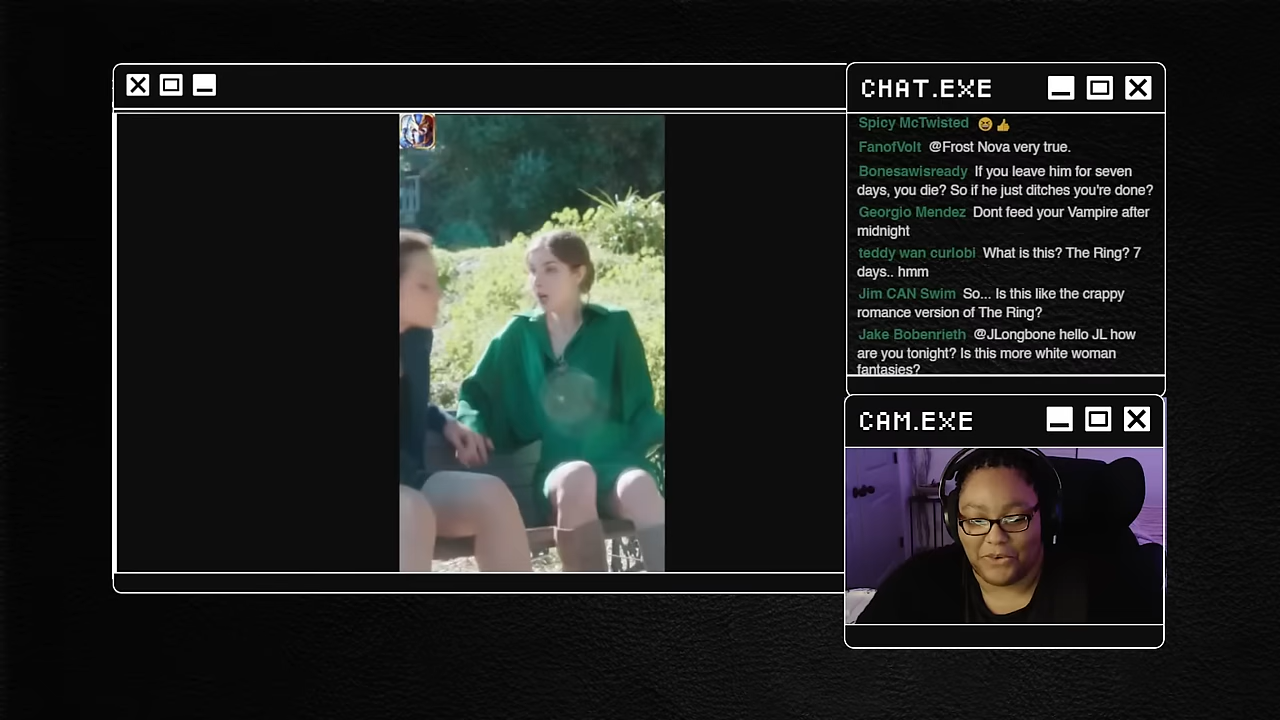 CHAT.EXE
Spicy McTwisted 😆👍
FanofVolt @Frost Nova very true.
Bonesawisready If you leave him for seven
days, you die? So if he just ditches you're done?
Georgio Mendez Dont feed your Vampire after
midnight
teddy wan curlobi What is this? The Ring? 7
days.. hmm
Jim CAN Swim So... Is this like the crappy
romance version of The Ring?
Jake Bobenrieth @JLongbone hello JL how
are you tonight? Is this more white woman
fantasies?
CAM.EXE